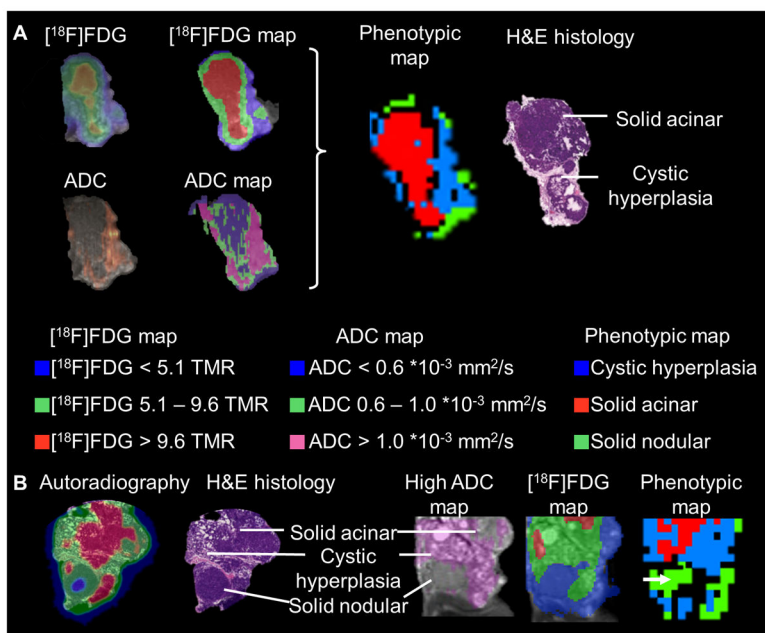 A
[¹⁸F]FDG
[¹⁸F]FDG map
Phenotypic
map
H&E histology
Solid acinar
Cystic
hyperplasia
ADC
ADC map
[¹⁸F]FDG map
ADC map
Phenotypic map
[¹⁸F]FDG < 5.1 TMR
ADC < 0.6 *10⁻³ mm²/s
Cystic hyperplasia
[¹⁸F]FDG 5.1 – 9.6 TMR
ADC 0.6 – 1.0 *10⁻³ mm²/s
Solid acinar
[¹⁸F]FDG > 9.6 TMR
ADC > 1.0 *10⁻³ mm²/s
Solid nodular
B
Autoradiography
H&E histology
High ADC
map
[¹⁸F]FDG
map
Phenotypic
map
Solid acinar
Cystic
hyperplasia
Solid nodular